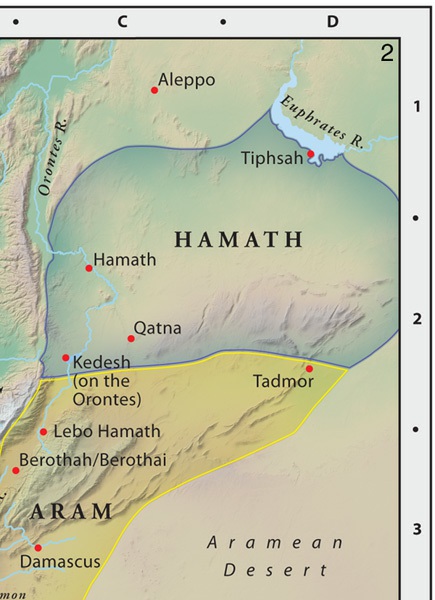 • C • D
2
Aleppo
1
Euphrates R.
Orontes R.
Tiphsah
•
HAMATH
Hamath
2
Qatna
Kedesh
(on the
Orontes)
Tadmor
Lebo Hamath
•
Berothah/Berothai
ARAM
3
Aramean
Desert
Damascus
mon